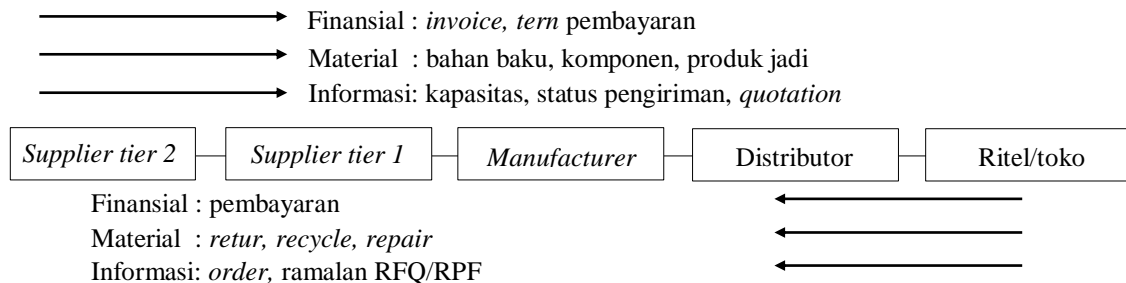 Finansial : invoice, tern pembayaran
Material : bahan baku, komponen, produk jadi
Informasi: kapasitas, status pengiriman, quotation
Supplier tier 2 Supplier tier 1 Manufacturer Distributor Ritel/toko
Finansial : pembayaran
Material : retur, recycle, repair
Informasi: order, ramalan RFQ/RPF